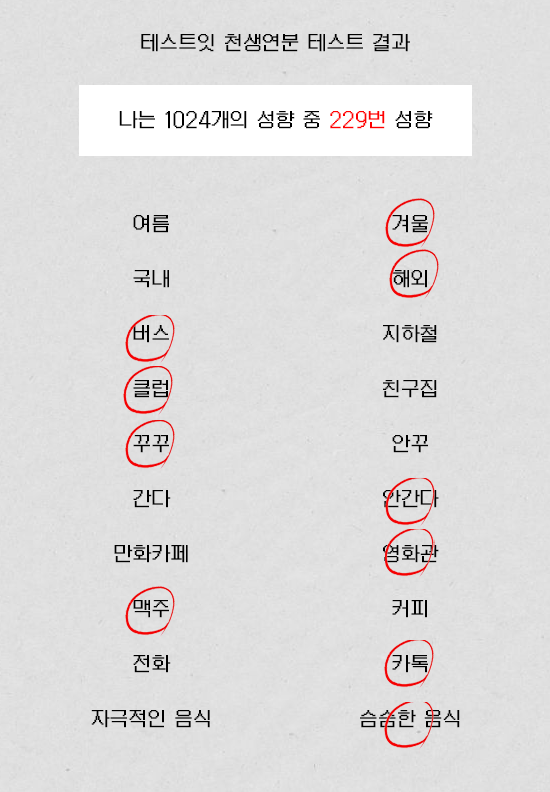 테스트잇 천생연분 테스트 결과
나는 1024개의 성향 중 229번 성향
여름 겨울
국내 해외
버스 지하철
클럽 친구집
꾸꾸 안꾸
간다 안간다
만화카페 영화관
맥주 커피
전화 카톡
자극적인 음식 슴슴한 음식